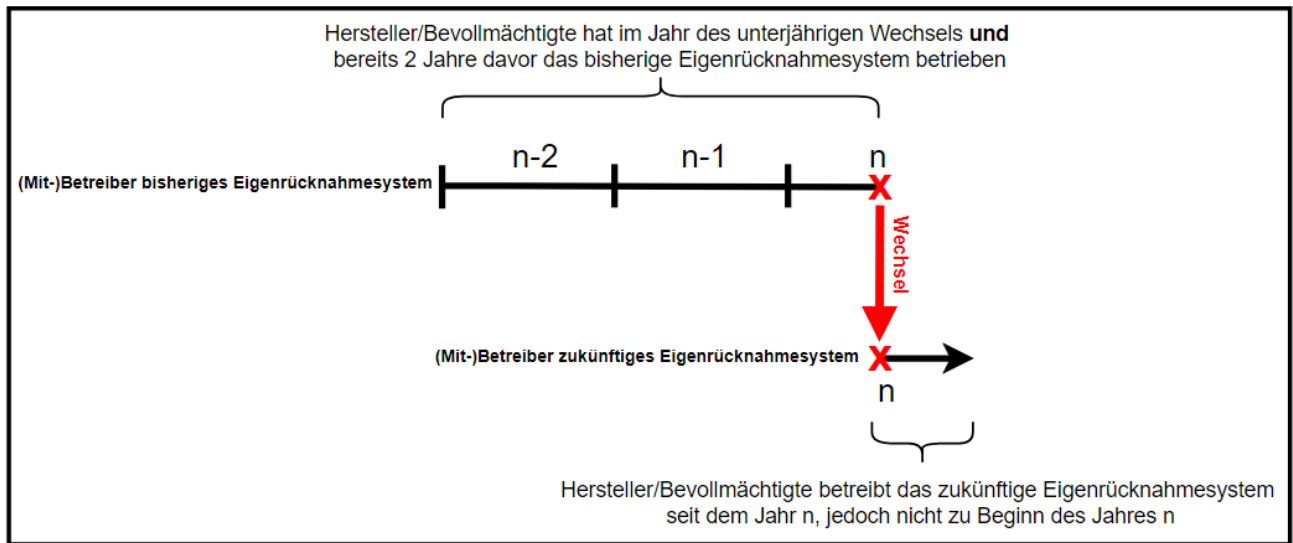 Hersteller/Bevollmächtigte hat im Jahr des unterjährigen Wechsels und
bereits 2 Jahre davor das bisherige Eigenrücknahmesystem betrieben
n-2
n-1
n
(Mit-)Betreiber bisheriges Eigenrücknahmesystem
X
Wechsel
(Mit-)Betreiber zukünftiges Eigenrücknahmesystem
X
n
Hersteller/Bevollmächtigte betreibt das zukünftige Eigenrücknahmesystem
seit dem Jahr n, jedoch nicht zu Beginn des Jahres n